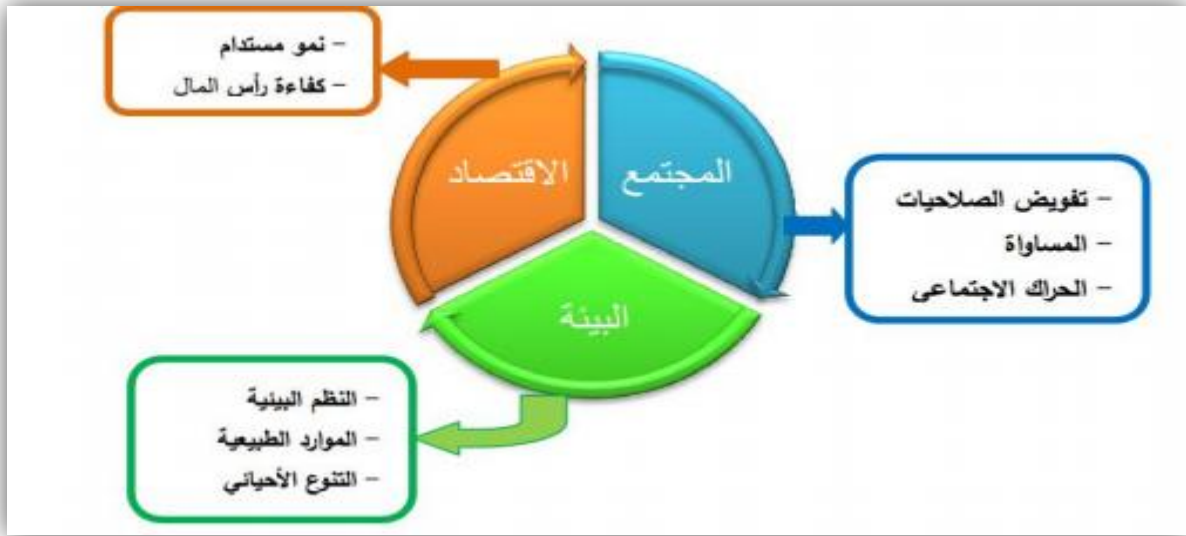 – نمو مستدام
– كفاءة رأس المال
الاقتصاد
المجتمع
– تفويض الصلاحيات
– المساواة
– الحراك الاجتماعى
البيئة
– النظم البيئية
– الموارد الطبيعية
– التنوع الأحيائي